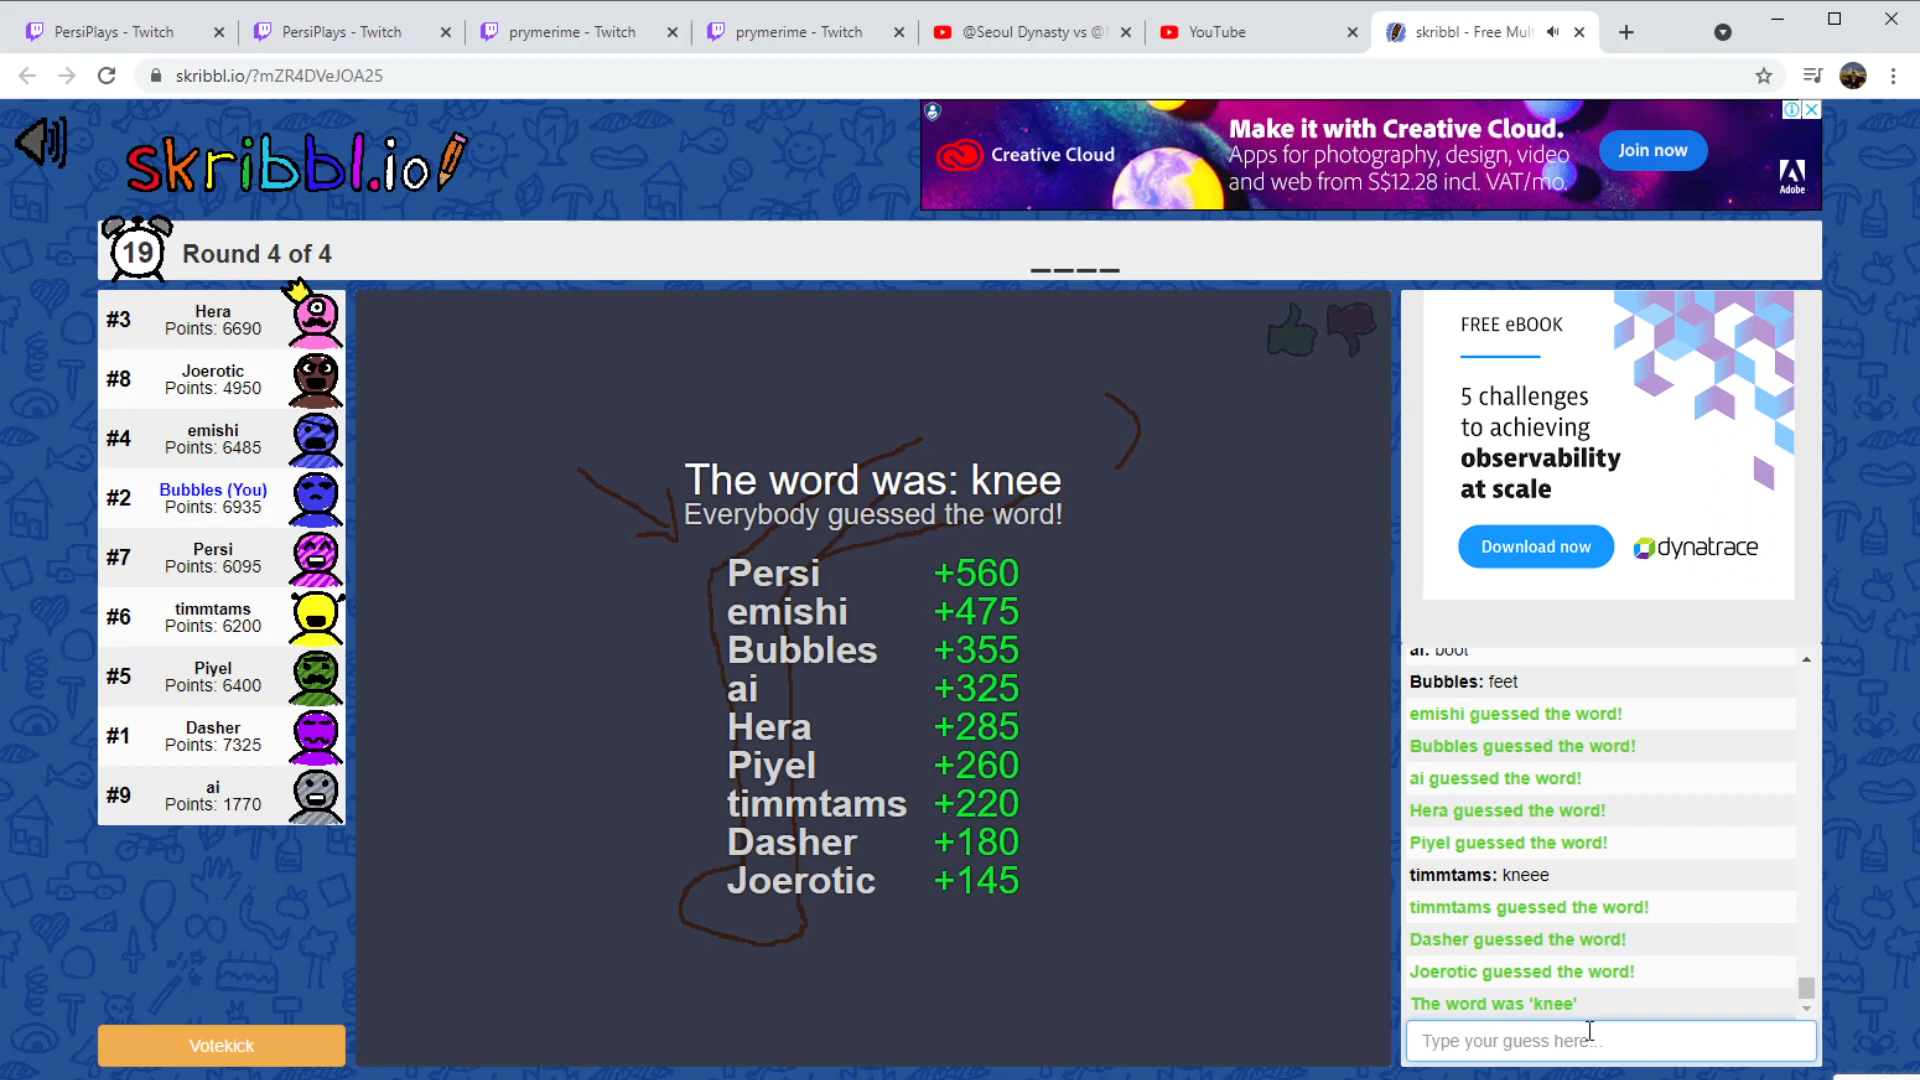 PersiPlays - Twitch
PersiPlays - Twitch
prymerime - Twitch
prymerime - Twitch
@Seoul Dynasty vs @
YouTube
skribbl - Free Mult
skribbl.io/?mZR4DVeJOA25
skribbl.io
Creative Cloud
Make it with Creative Cloud.
Apps for photography, design, video
and web from S$12.28 incl. VAT/mo.
Join now
Adobe
19
Round 4 of 4
#3
Hera
Points: 6690
#8
Joerotic
Points: 4950
#4
emishi
Points: 6485
#2
Bubbles (You)
Points: 6935
#7
Persi
Points: 6095
#6
timmtams
Points: 6200
#5
Piyel
Points: 6400
#1
Dasher
Points: 7325
#9
ai
Points: 1770
Votekick
The word was: knee
Everybody guessed the word!
Persi +560
emishi +475
Bubbles +355
ai +325
Hera +285
Piyel +260
timmtams +220
Dasher +180
Joerotic +145
FREE eBOOK
5 challenges
to achieving
observability
at scale
Download now
dynatrace
ai: boot
Bubbles: feet
emishi guessed the word!
Bubbles guessed the word!
ai guessed the word!
Hera guessed the word!
Piyel guessed the word!
timmtams: kneee
timmtams guessed the word!
Dasher guessed the word!
Joerotic guessed the word!
The word was 'knee'
Type your guess here...